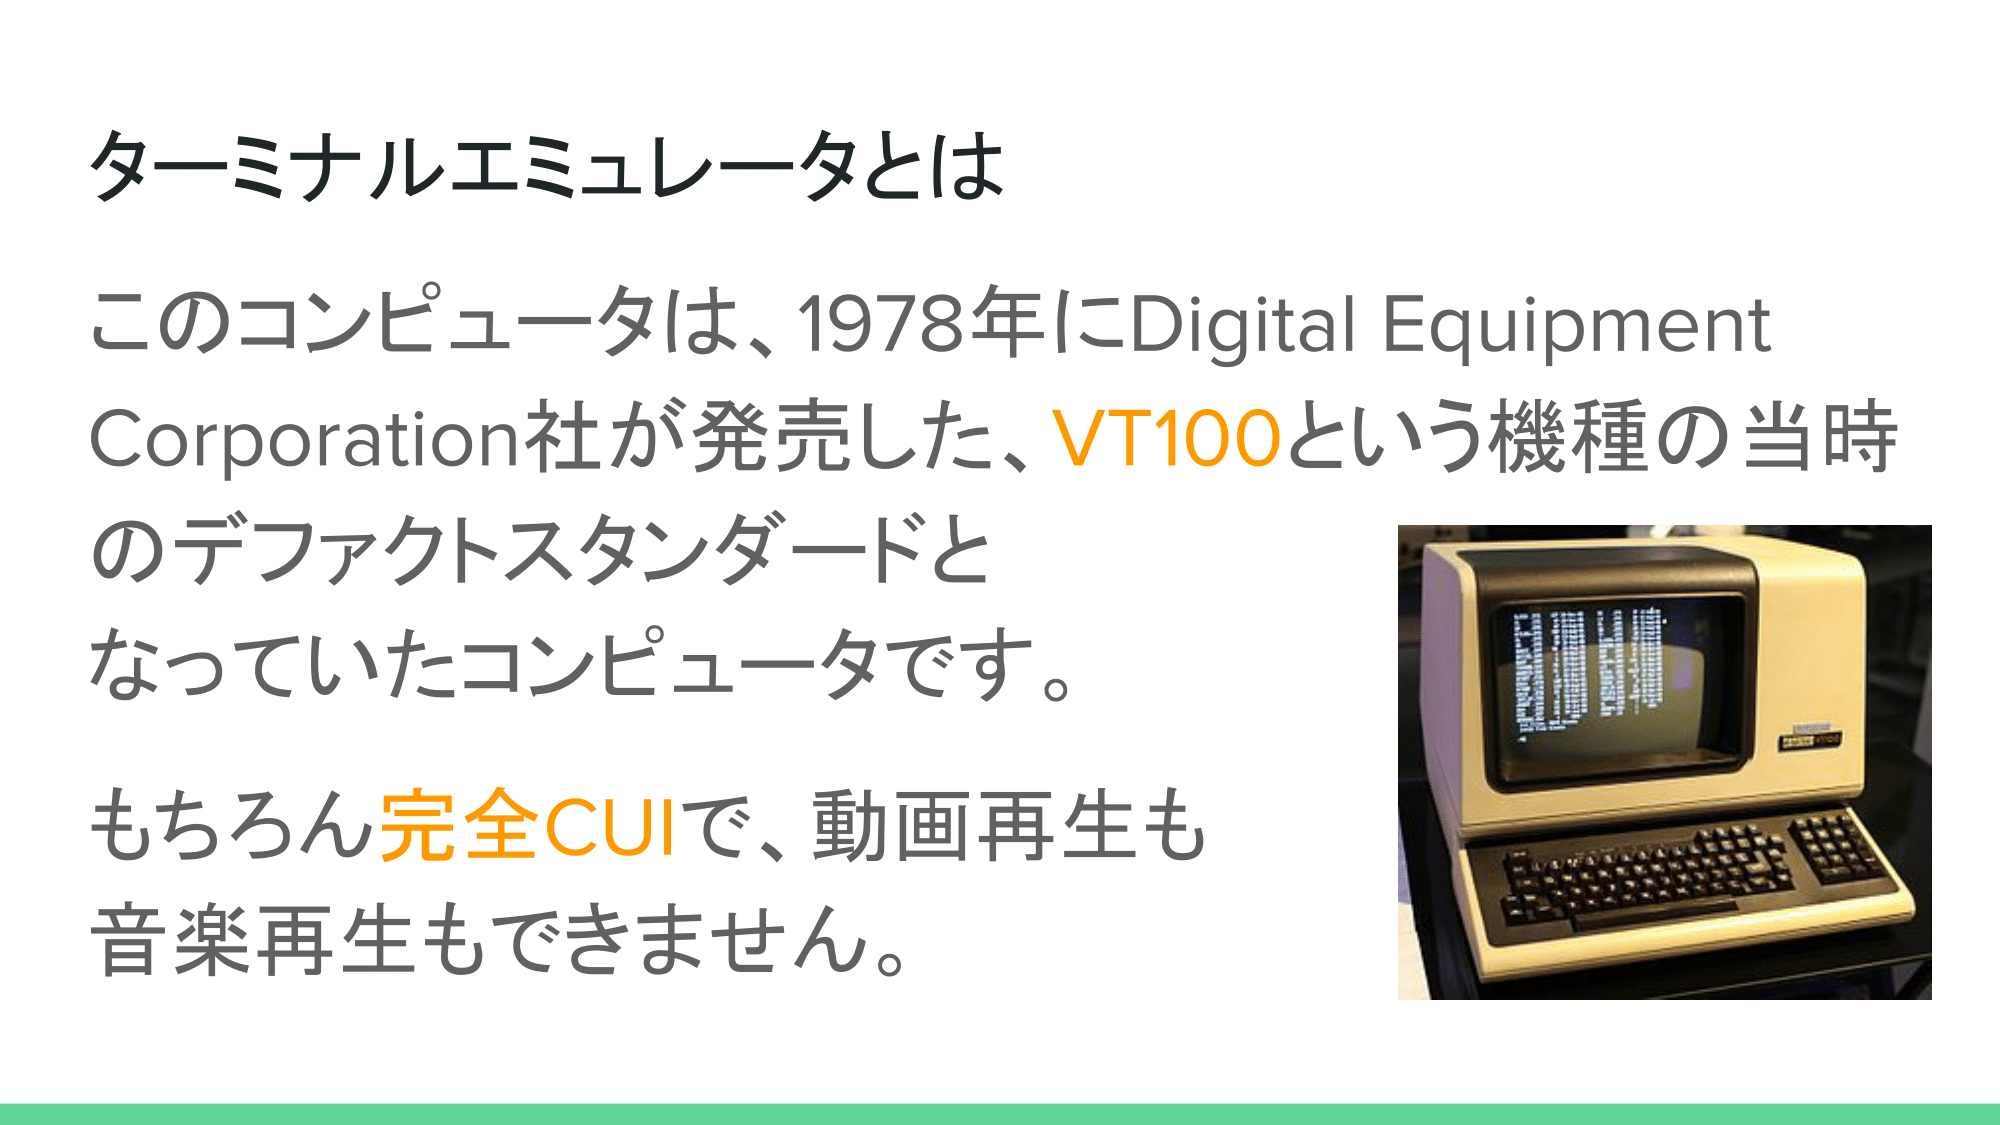 ターミナルエミュレータとは
このコンピュータは、1978年にDigital Equipment
Corporation社が発売した、VT100という機種の当時
のデファクトスタンダードと
なっていたコンピュータです。
もちろん完全CUIで、動画再生も
音楽再生もできません。